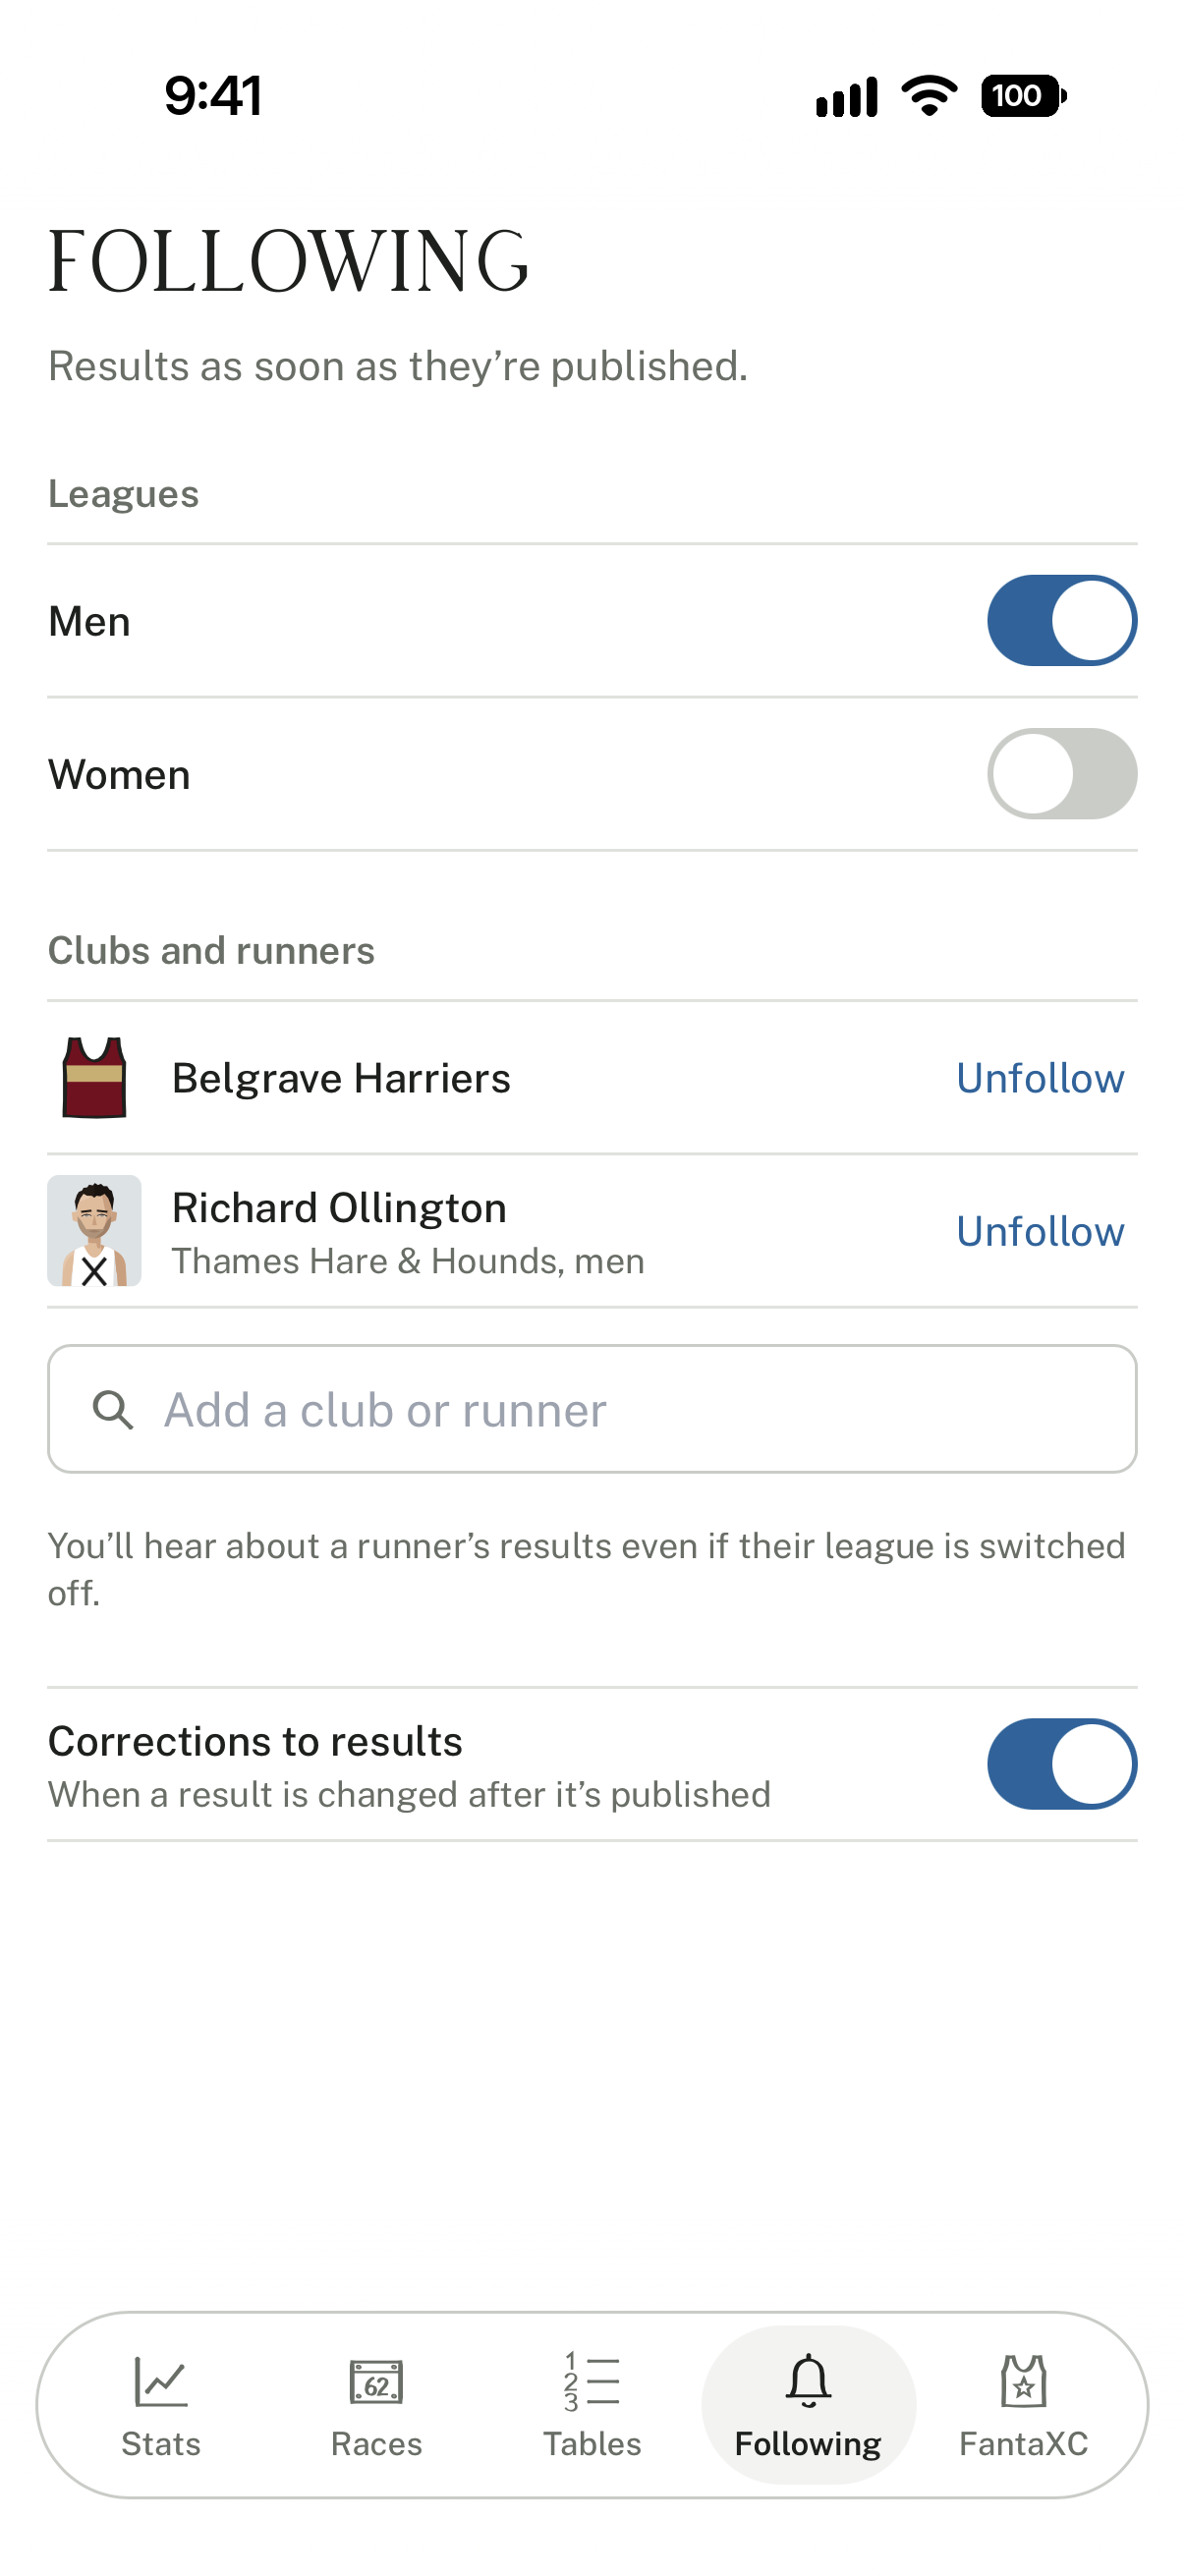 9:41
100
FOLLOWING
Results as soon as they’re published.
Leagues
Men
Women
Clubs and runners
Belgrave Harriers
Unfollow
Richard Ollington
Thames Hare & Hounds, men
Unfollow
Add a club or runner
You’ll hear about a runner’s results even if their league is switched
off.
Corrections to results
When a result is changed after it’s published
62
1
2
3
Stats
Races
Tables
Following
FantaXC